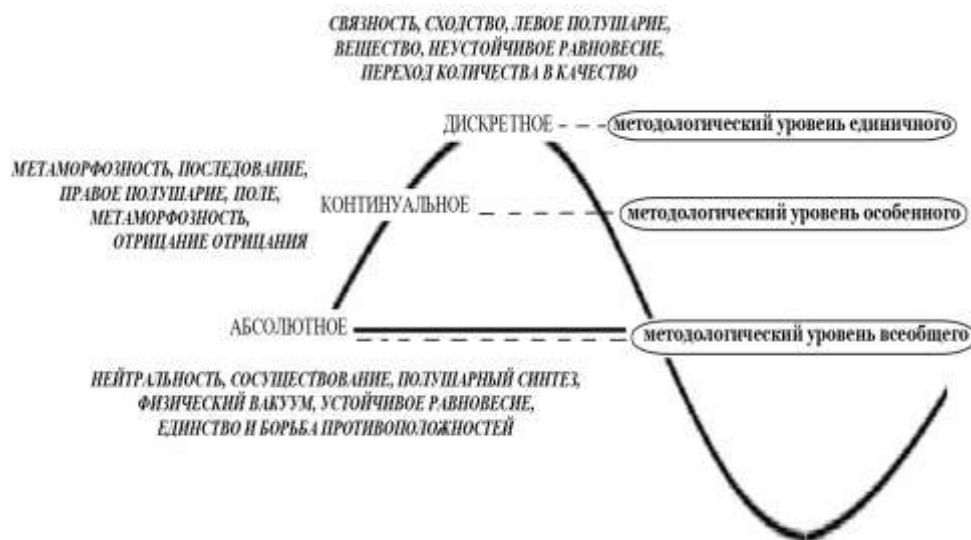 СВЯЗНОСТЬ, СХОДСТВО, ЛЕВОЕ ПОЛУШАРИЕ,
ВЕЩЕСТВО, НЕУСТОЙЧИВОЕ РАВНОВЕСИЕ,
ПЕРЕХОД КОЛИЧЕСТВА В КАЧЕСТВО
ДИСКРЕТНОЕ
методологический уровень единичного
МЕТАМОРФОЗНОСТЬ, ПОСЛЕДОВАНИЕ,
ПРАВОЕ ПОЛУШАРИЕ, ПОЛЕ,
МЕТАМОРФОЗНОСТЬ,
ОТРИЦАНИЕ ОТРИЦАНИЯ
КОНТИНУАЛЬНОЕ
методологический уровень особенного
АБСОЛЮТНОЕ
методологический уровень всеобщего
НЕЙТРАЛЬНОСТЬ, СОСУЩЕСТВОВАНИЕ, ПОЛУШАРНЫЙ СИНТЕЗ,
ФИЗИЧЕСКИЙ ВАКУУМ, УСТОЙЧИВОЕ РАВНОВЕСИЕ,
ЕДИНСТВО И БОРЬБА ПРОТИВОПОЛОЖНОСТЕЙ